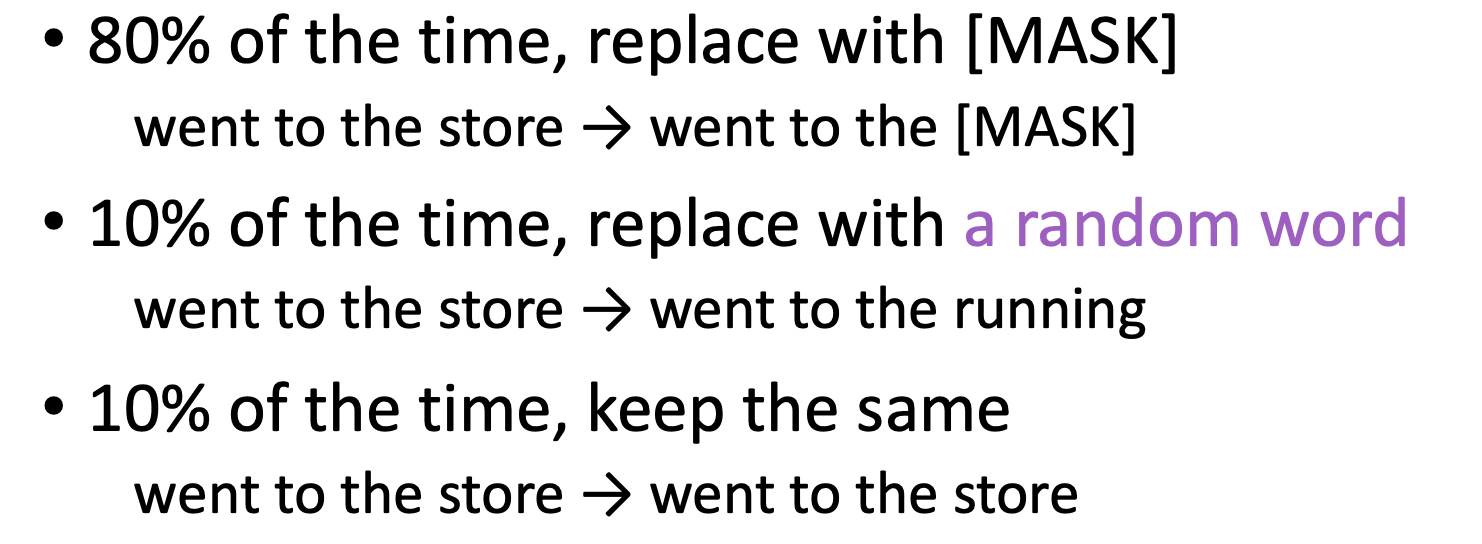 • 80% of the time, replace with [MASK]
went to the store → went to the [MASK]
• 10% of the time, replace with a random word
went to the store → went to the running
• 10% of the time, keep the same
went to the store → went to the store